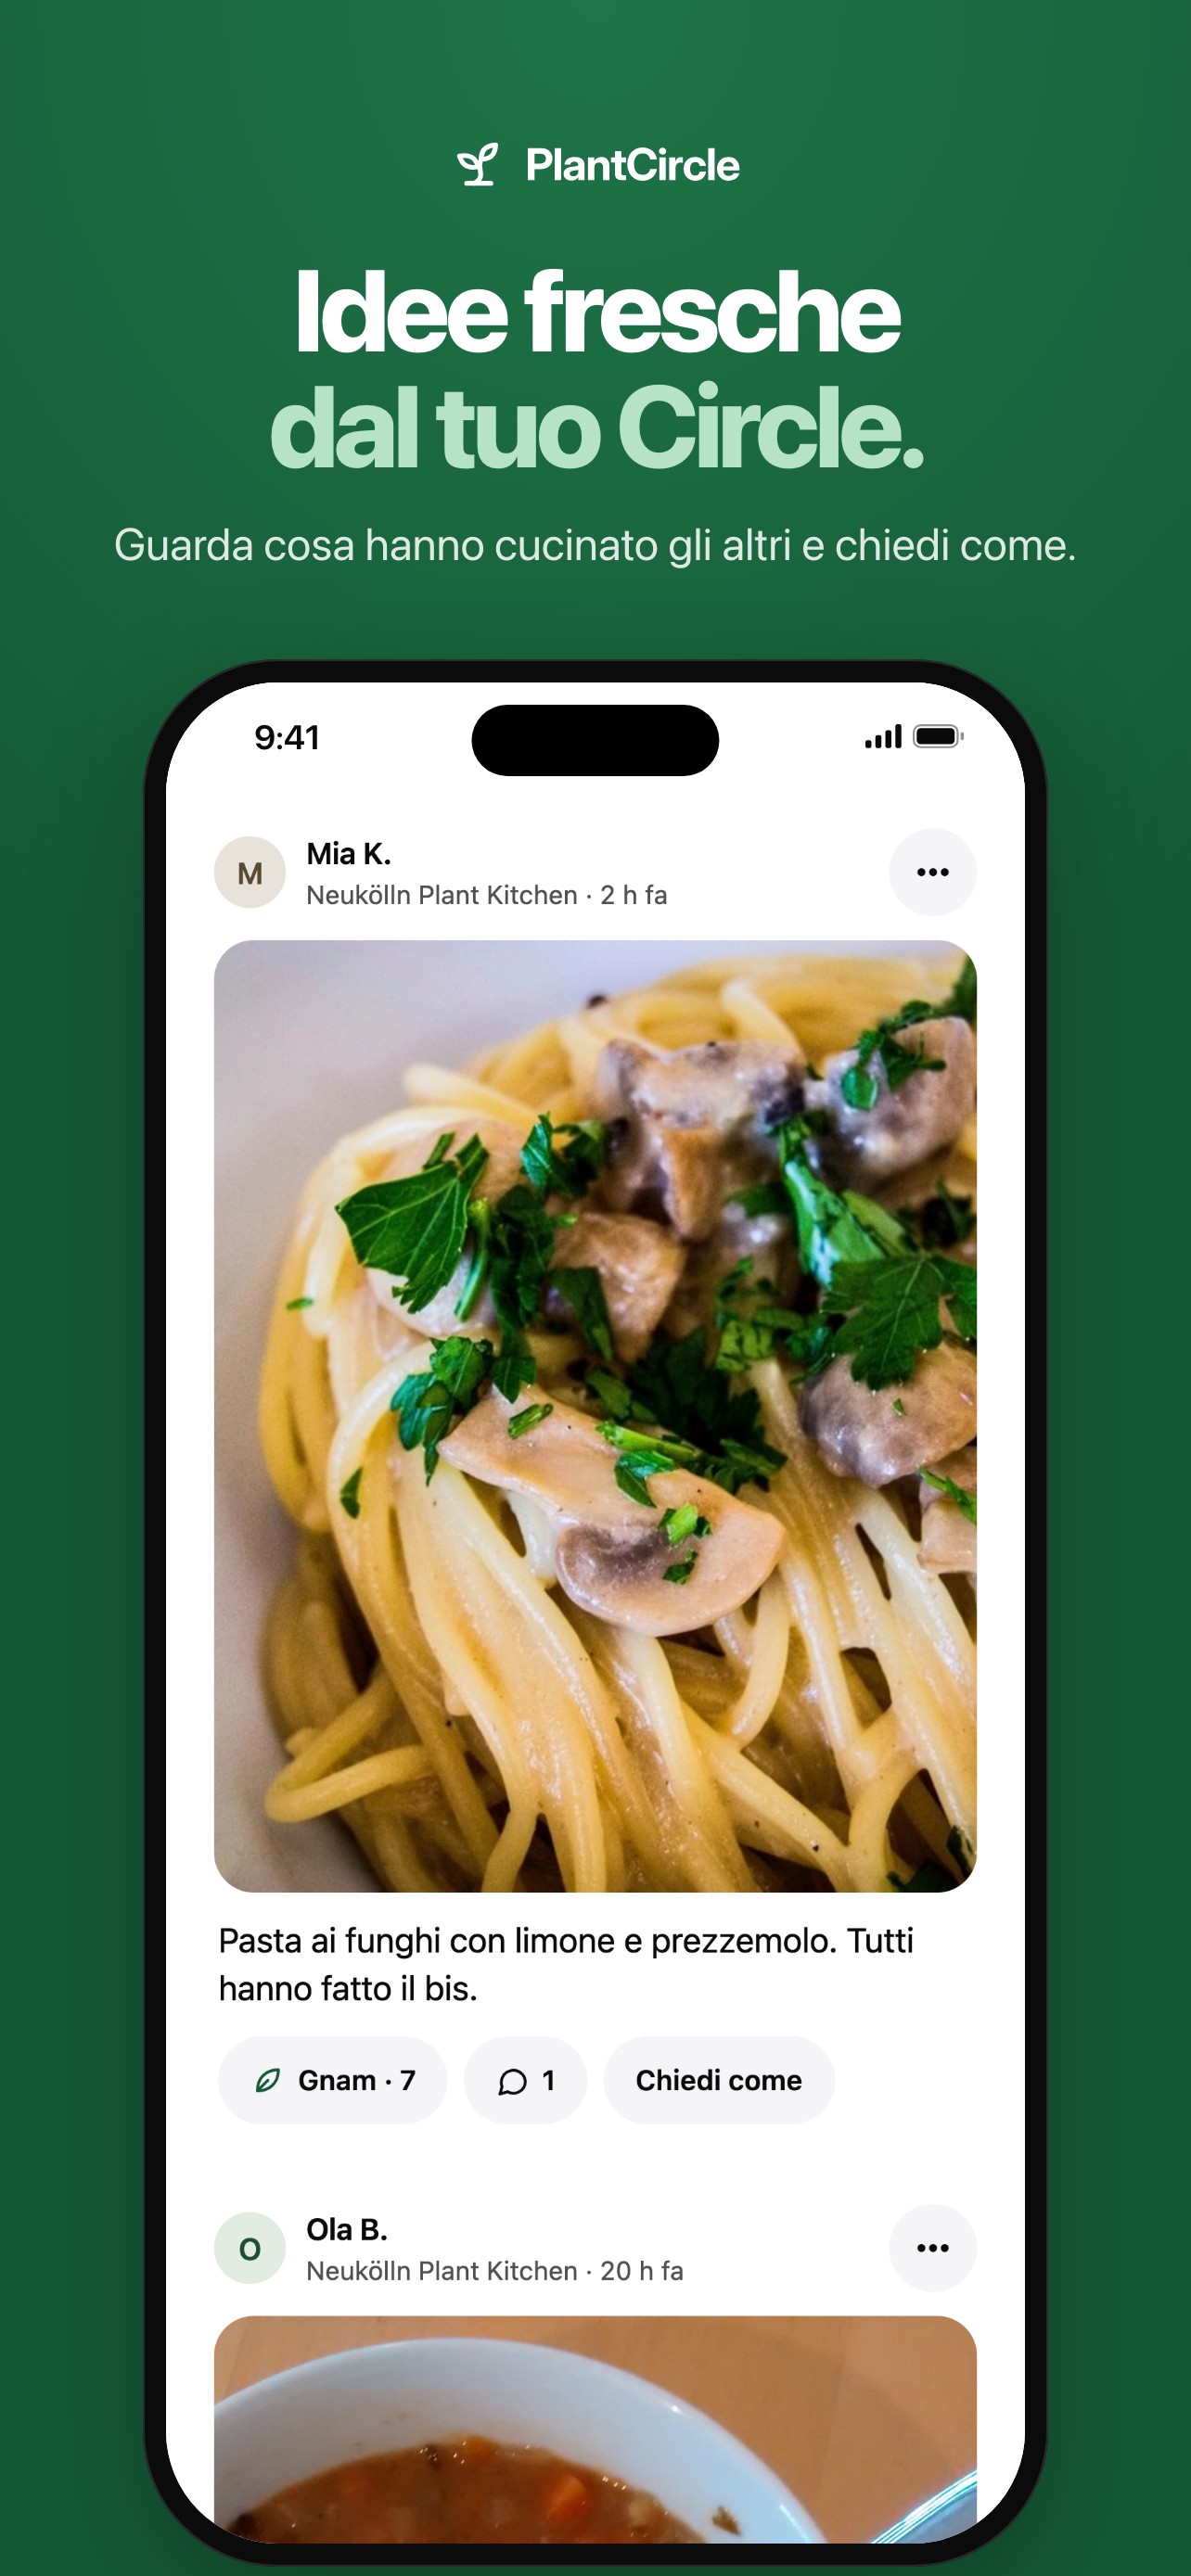 PlantCircle
Idee fresche
dal tuo Circle.
Guarda cosa hanno cucinato gli altri e chiedi come.
9:41
M
Mia K.
Neukölln Plant Kitchen · 2 h fa
Pasta ai funghi con limone e prezzemolo. Tutti
hanno fatto il bis.
Gnam · 7
1
Chiedi come
O
Ola B.
Neukölln Plant Kitchen · 20 h fa